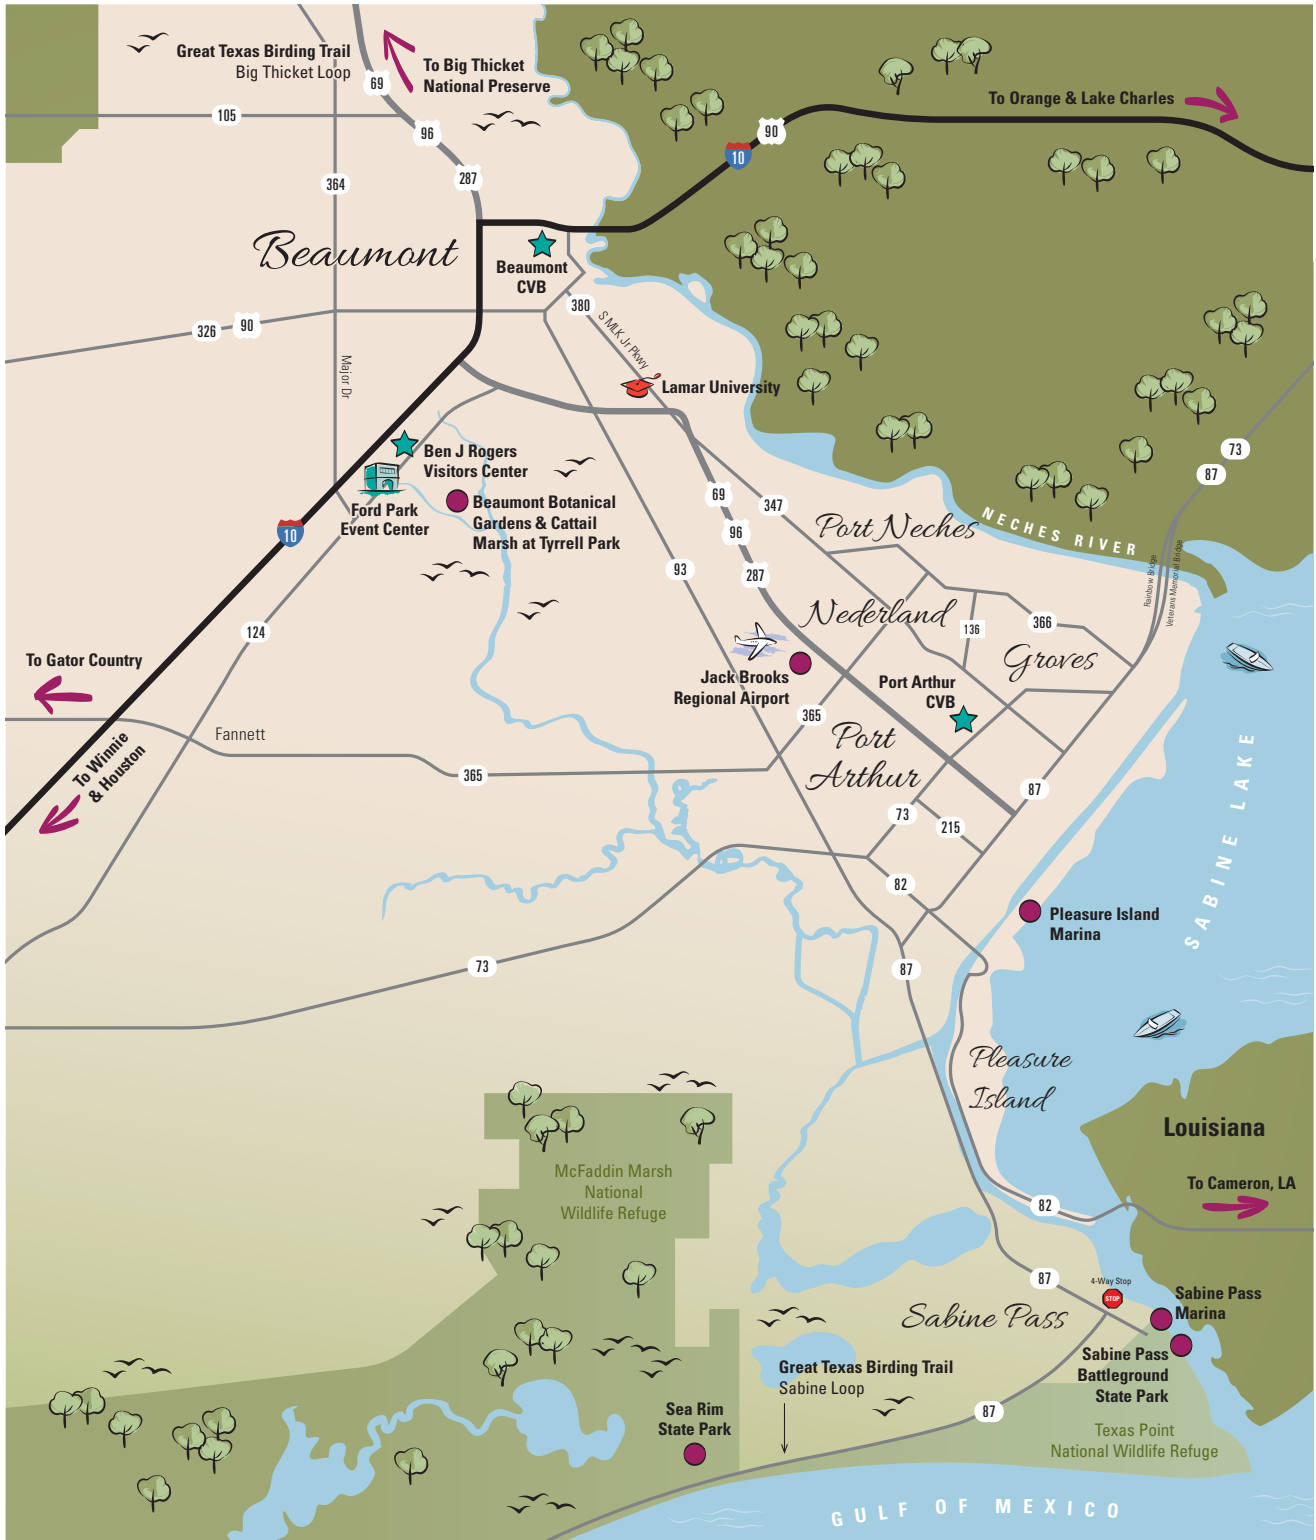 Great Texas Birding Trail
Big Thicket Loop
To Big Thicket
National Preserve
69
105
96
To Orange & Lake Charles
90
10
364
287
Beaumont
Beaumont
CVB
380
S MLK Jr Pkwy
326
90
Major Dr
Lamar University
73
87
Ben J Rogers
Visitors Center
Ford Park
Event Center
Beaumont Botanical
Gardens & Cattail
Marsh at Tyrrell Park
10
69
347
96
Port Neches
NECHES RIVER
287
93
Rainbow Bridge
Veterans Memorial Bridge
Nederland
136
366
124
Groves
To Gator Country
Jack Brooks
Regional Airport
Port Arthur
CVB
365
Fannett
Port
Arthur
To Winnie
& Houston
365
87
73
215
SABINE LAKE
82
Pleasure Island
Marina
73
87
Pleasure
Island
Louisiana
McFaddin Marsh
National
Wildlife Refuge
To Cameron, LA
82
87
4-Way Stop
STOP
Sabine Pass
Marina
Sabine Pass
Sabine Pass
Battleground
State Park
Great Texas Birding Trail
Sabine Loop
Sea Rim
State Park
87
Texas Point
National Wildlife Refuge
GULF OF MEXICO